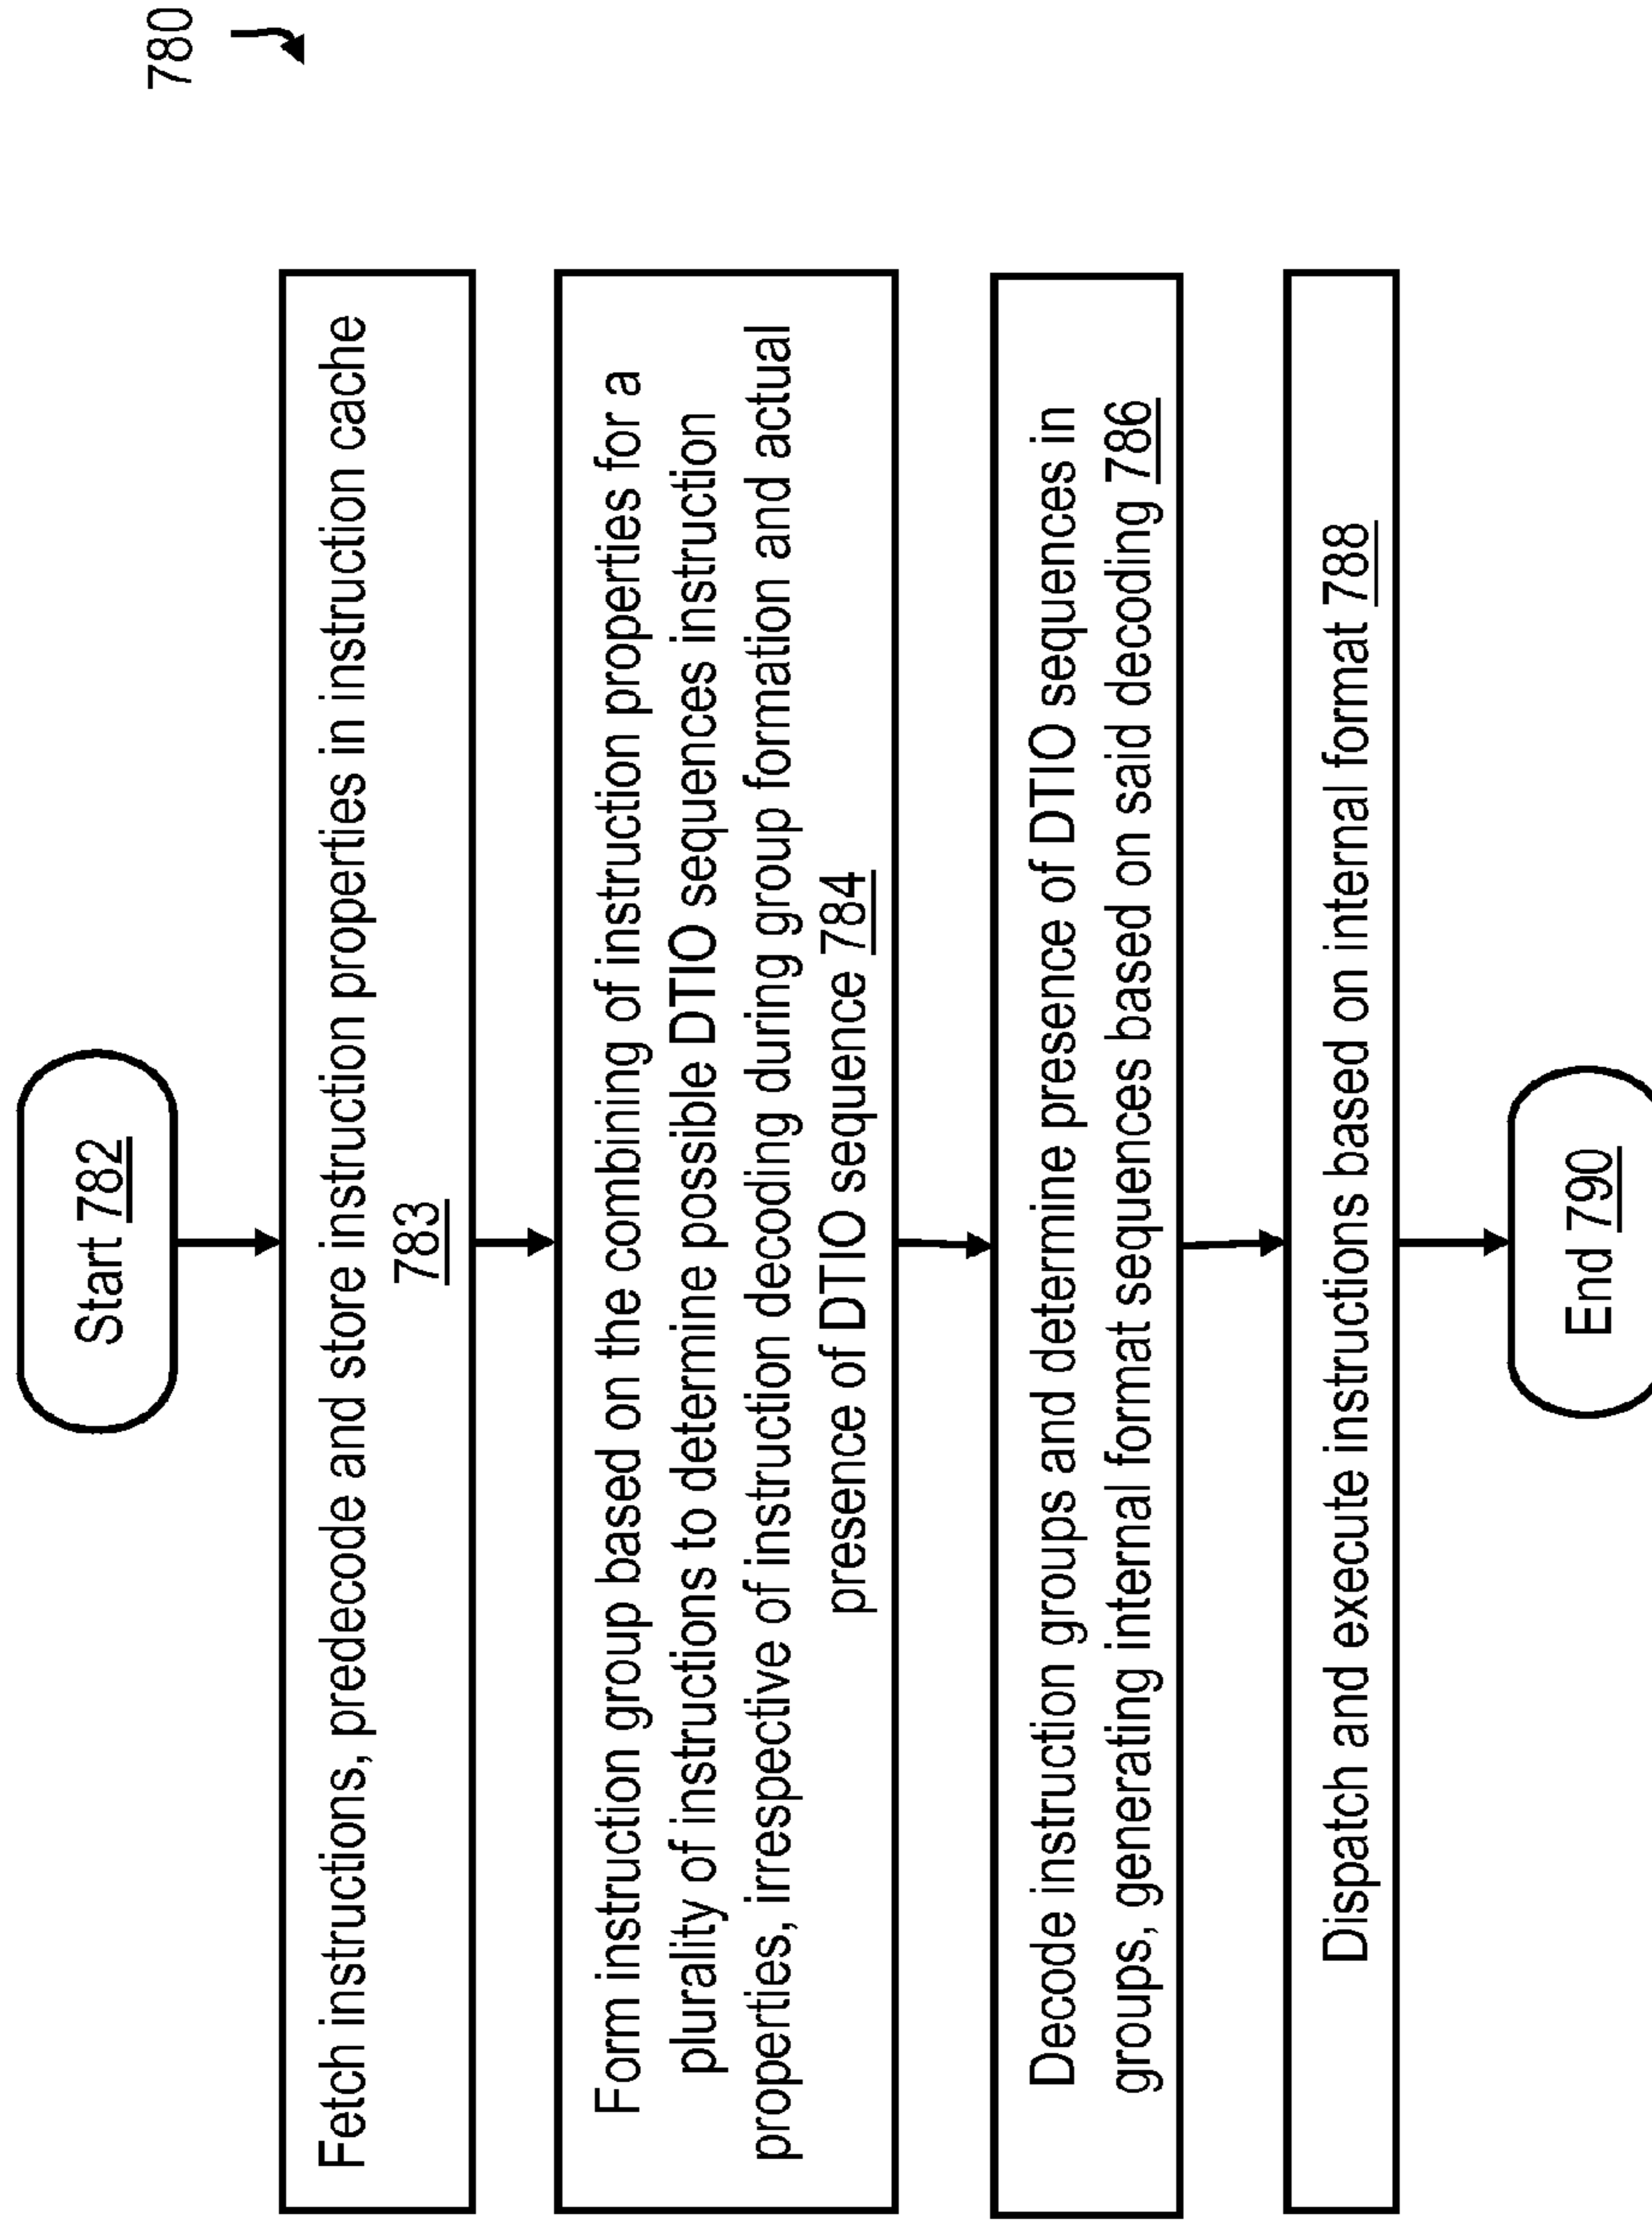 780
Start 782
Fetch instructions, predecode and store instruction properties in instruction cache
783
Form instruction group based on the combining of instruction properties for a
plurality of instructions to determine possible DTIO sequences instruction
properties, irrespective of instruction decoding during group formation and actual
presence of DTIO sequence 784
Decode instruction groups and determine presence of DTIO sequences in
groups, generating internal format sequences based on said decoding 786
Dispatch and execute instructions based on internal format 788
End 790